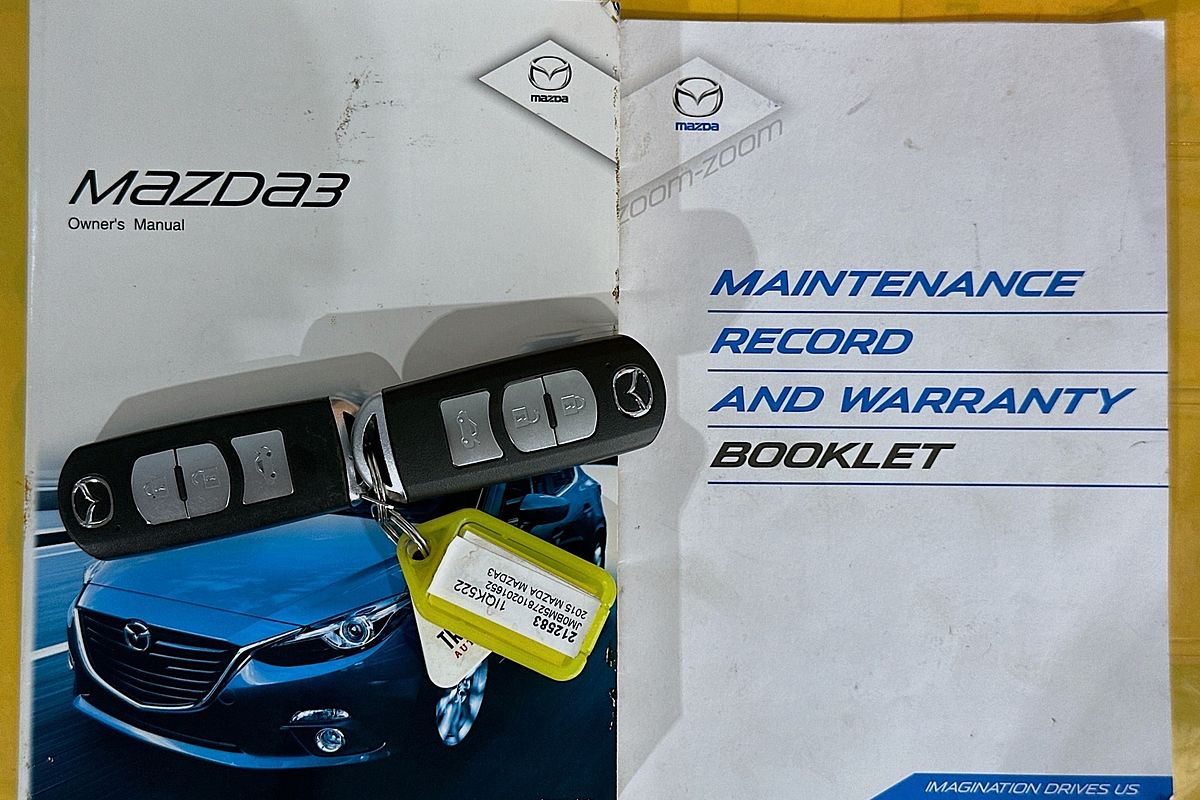 mazda
MAZDA3
Owner's Manual
mazda
zoom-zoom
MAINTENANCE
RECORD
AND WARRANTY
BOOKLET
212583
JM0BM527810201652
2015 MAZDA MAZDA3
1IQK522
IMAGINATION DRIVES US